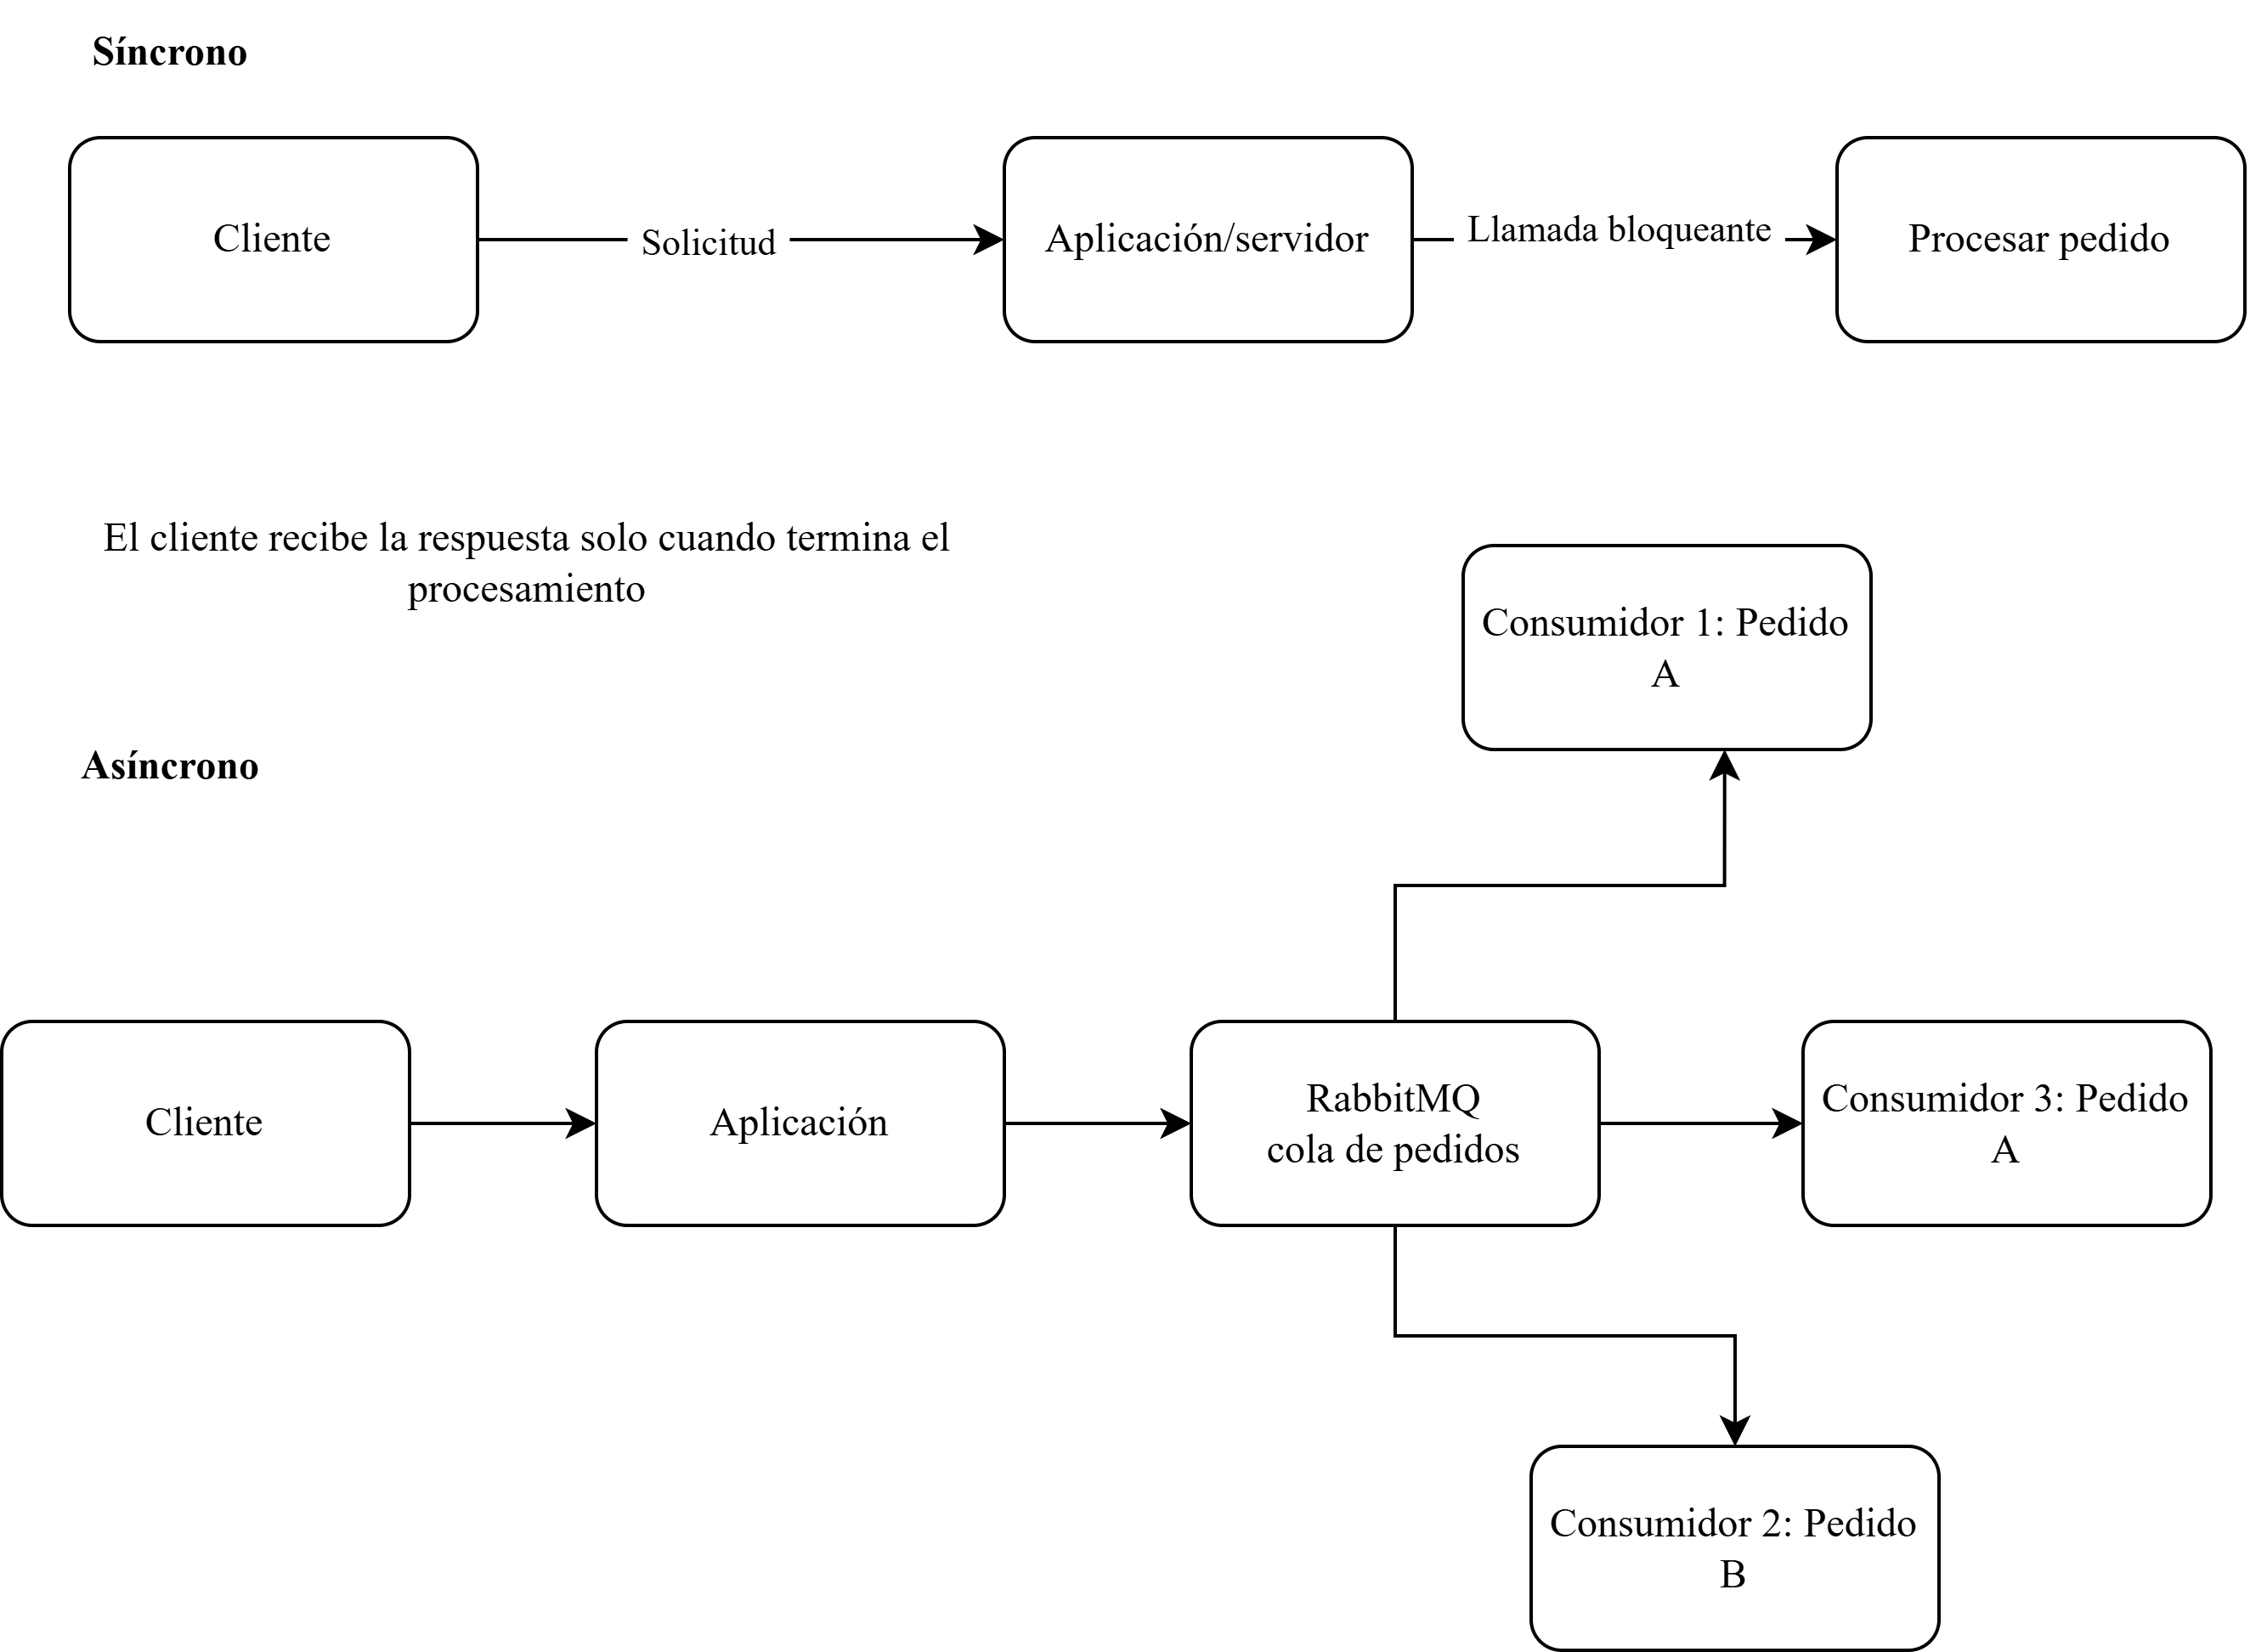 Síncrono
Cliente
Solicitud
Aplicación/servidor
Llamada bloqueante
Procesar pedido
El cliente recibe la respuesta solo cuando termina el
procesamiento
Consumidor 1: Pedido
A
Asíncrono
Cliente
Aplicación
RabbitMQ
cola de pedidos
Consumidor 3: Pedido
A
Consumidor 2: Pedido
B